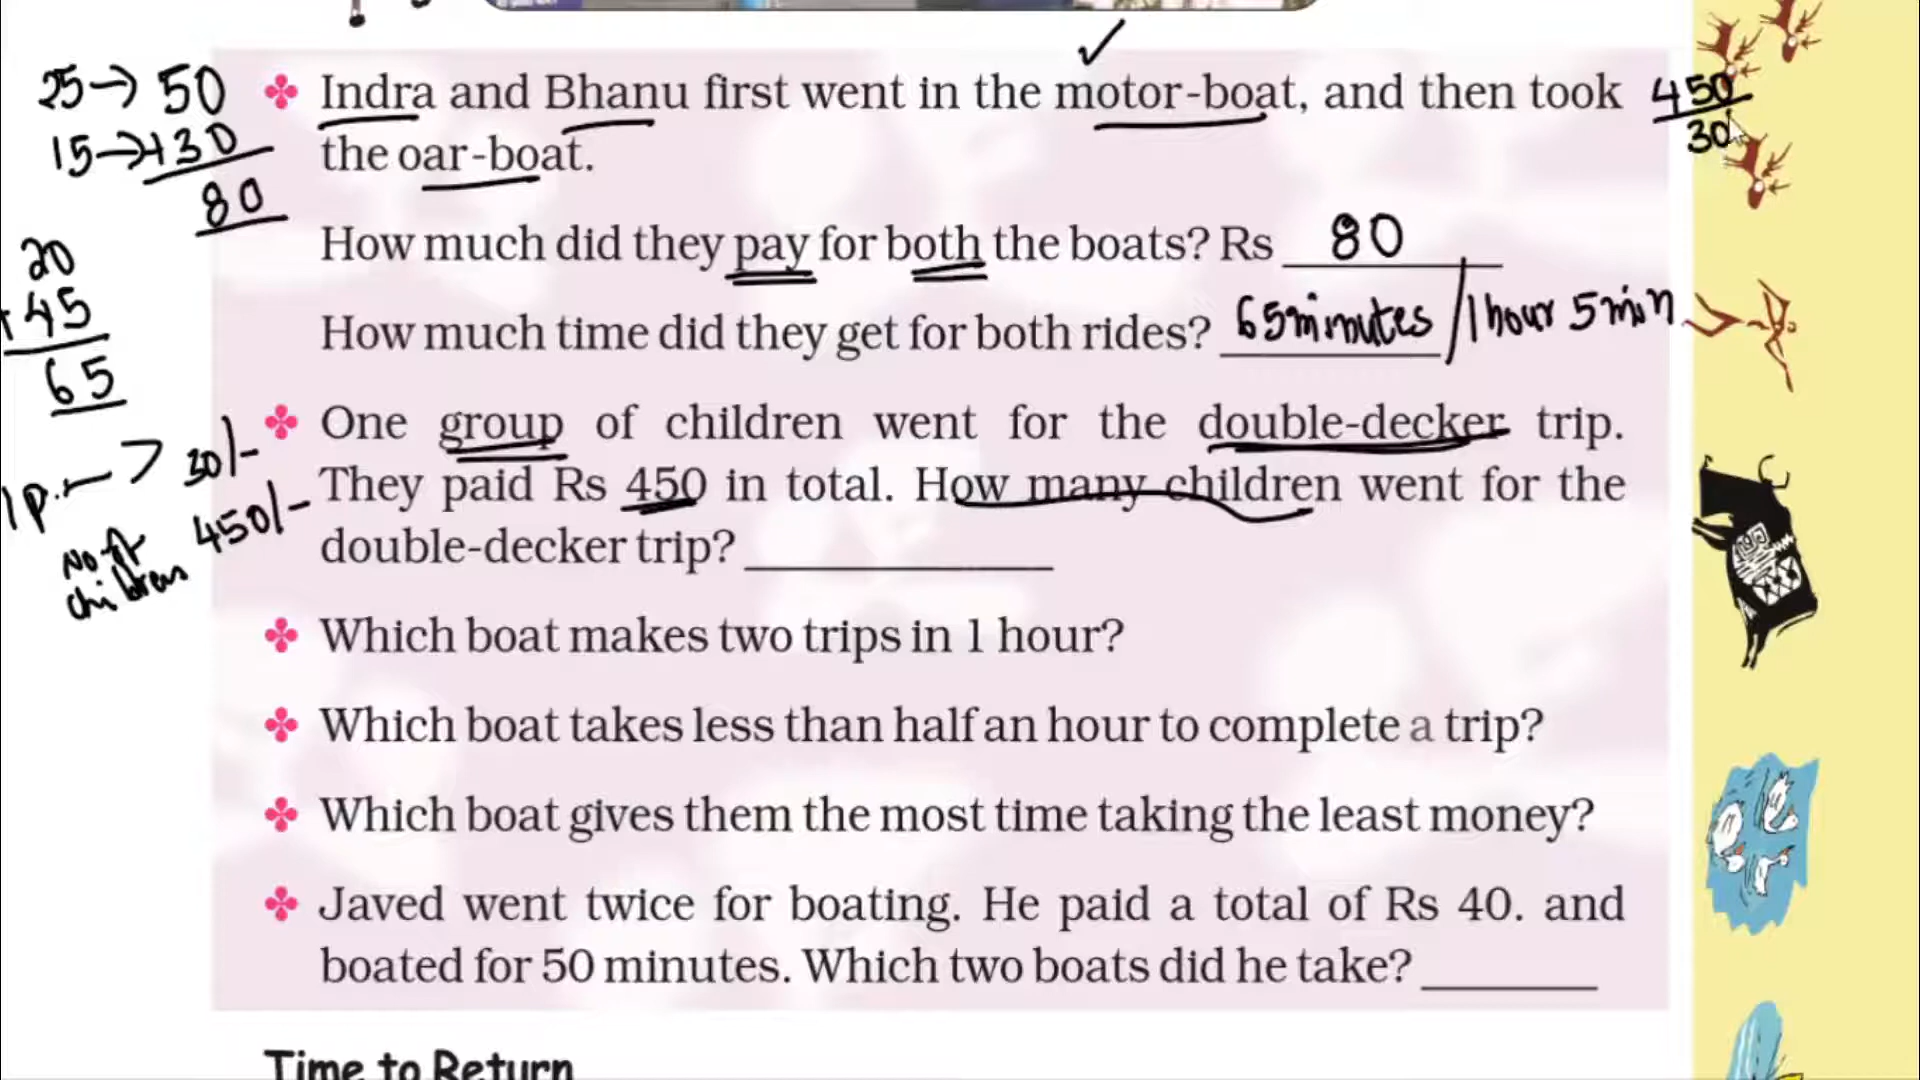 25→ 50
15→+30
80
20
+45
65
1p.→ 30/-
450/-
No of
children
450
30
❖ Indra and Bhanu first went in the motor-boat, and then took
the oar-boat.
How much did they pay for both the boats? Rs 80
How much time did they get for both rides? 65 minutes / 1 hour 5 min
❖ One group of children went for the double-decker trip.
They paid Rs 450 in total. How many children went for the
double-decker trip? ____________
❖ Which boat makes two trips in 1 hour?
❖ Which boat takes less than half an hour to complete a trip?
❖ Which boat gives them the most time taking the least money?
❖ Javed went twice for boating. He paid a total of Rs 40. and
boated for 50 minutes. Which two boats did he take? _______
Time to Return